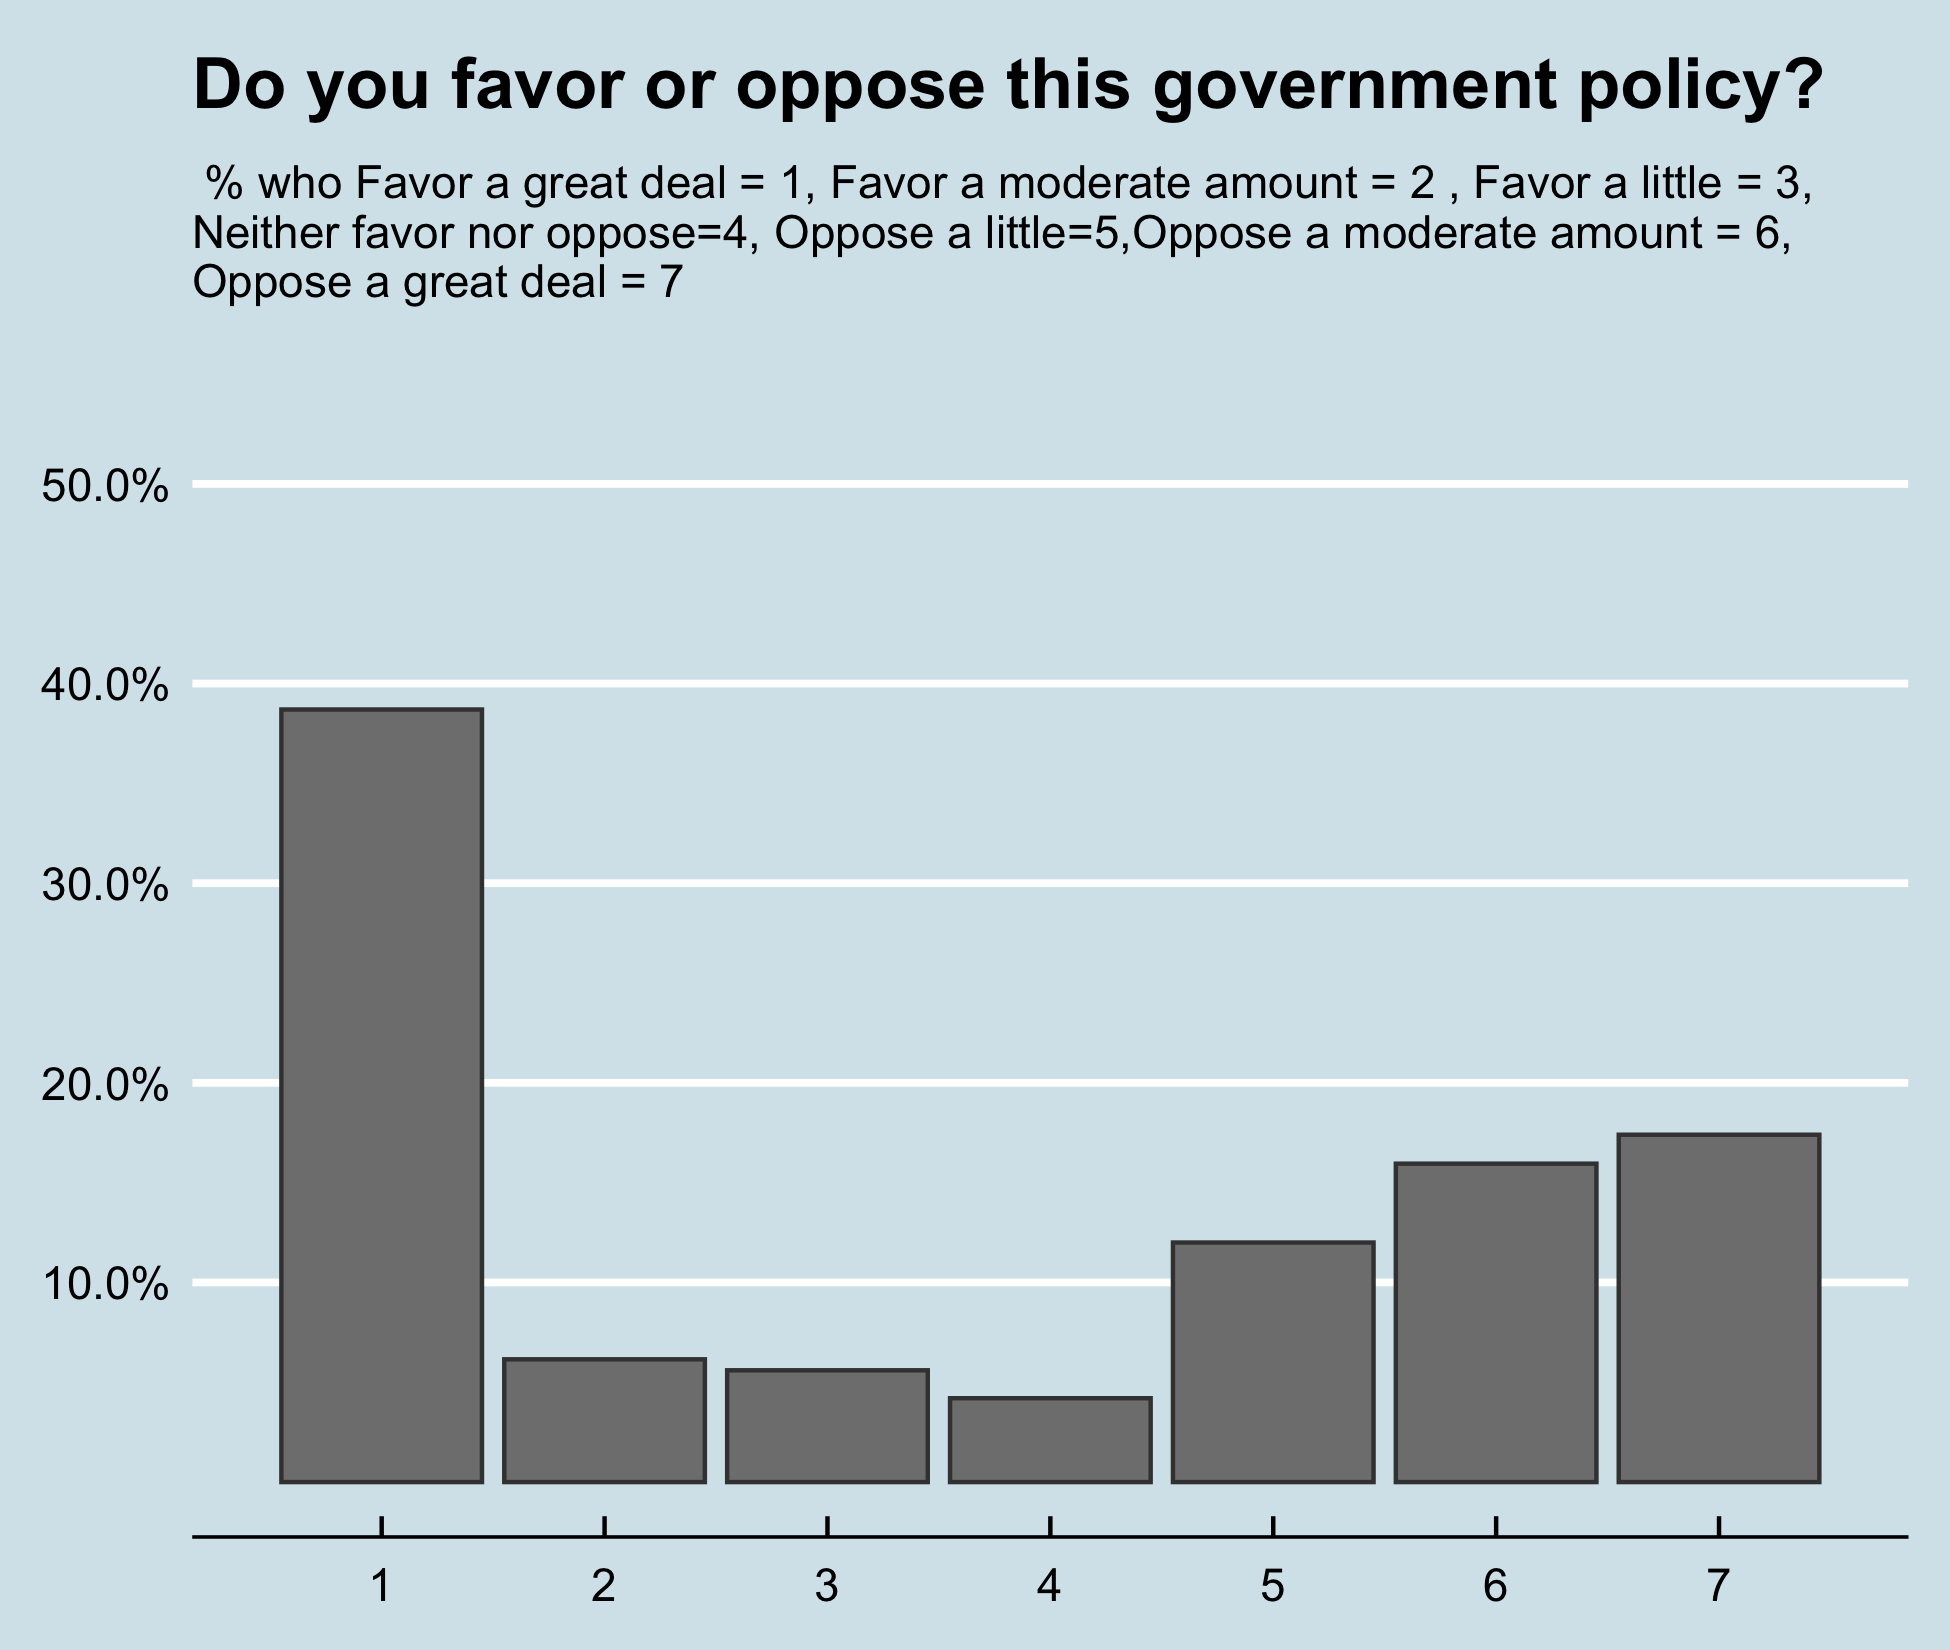 Do you favor or oppose this government policy?
% who Favor a great deal = 1, Favor a moderate amount = 2 , Favor a little = 3,
Neither favor nor oppose=4, Oppose a little=5,Oppose a moderate amount = 6,
Oppose a great deal = 7
50.0%
40.0%
30.0%
20.0%
10.0%
1 2 3 4 5 6 7